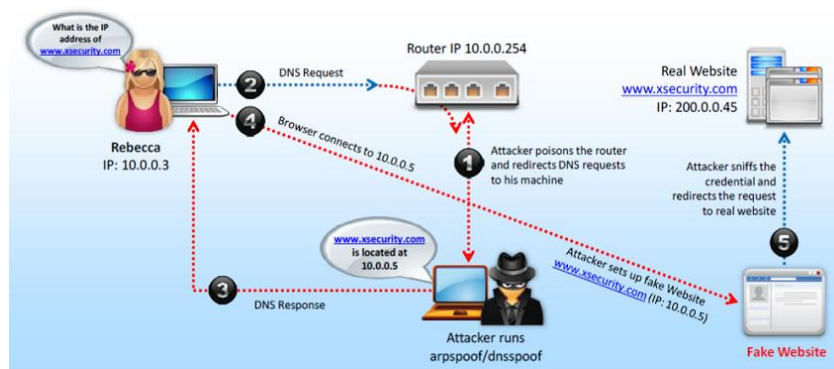 What is the IP
address of
www.xsecurity.com
Rebecca
IP: 10.0.0.3
2
DNS Request
Router IP 10.0.0.254
Real Website
www.xsecurity.com
IP: 200.0.0.45
4
Browser connects to 10.0.0.5
1
Attacker poisons the router
and redirects DNS requests
to his machine
Attacker sniffs the
credential and
redirects the request
to real website
5
www.xsecurity.com
is located at
10.0.0.5
3
DNS Response
Attacker runs
arpspoof/dnsspoof
Attacker sets up fake Website
www.xsecurity.com (IP: 10.0.0.5)
Fake Website